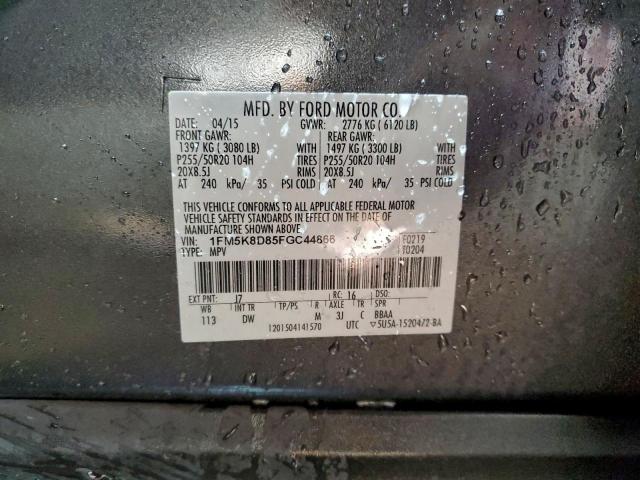 MFD. BY FORD MOTOR CO.
DATE: 04/15 GVWR: 2776 KG ( 6120 LB)
FRONT GAWR: REAR GAWR:
1397 KG ( 3080 LB) WITH 1497 KG (3300 LB) WITH
P255/50R20 104H TIRES P255/50R20 104H TIRES
20X8.5J RIMS 20X8.5J RIMS
AT 240 kPa/ 35 PSI COLD AT 240 kPa/ 35 PSI COLD
THIS VEHICLE CONFORMS TO ALL APPLICABLE FEDERAL MOTOR
VEHICLE SAFETY STANDARDS IN EFFECT ON THE DATE OF
MANUFACTURE SHOWN ABOVE.
VIN: 1FM5K8D85FGC44866 F0219
TYPE: MPV T0204
EXT PNT: J7 RC: 16 DSO:
WB INT TR TP/PS R AXLE TR SPR
113 DW M 3J C BBAA
1201504141570 UTC ▽5U5A-15204/2-BA